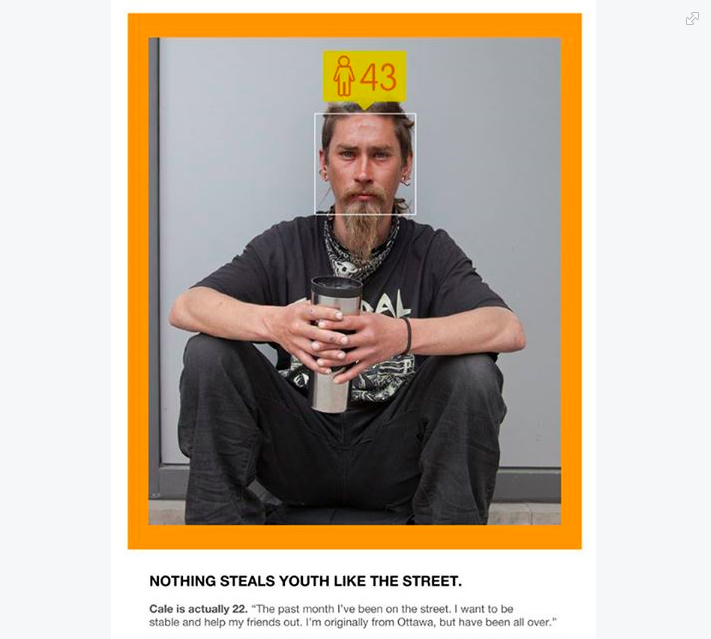 43
DAL
NOTHING STEALS YOUTH LIKE THE STREET.
Cale is actually 22. “The past month I’ve been on the street. I want to be
stable and help my friends out. I’m originally from Ottawa, but have been all over.”